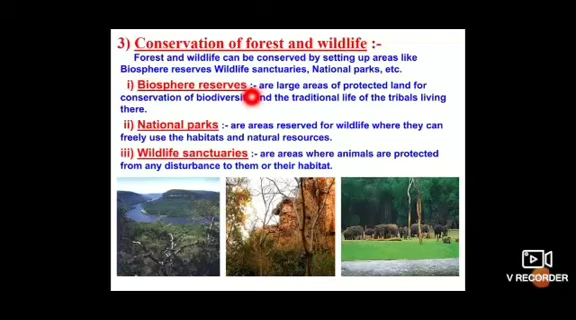 3) Conservation of forest and wildlife :-
Forest and wildlife can be conserved by setting up areas like
Biosphere reserves Wildlife sanctuaries, National parks, etc.
i) Biosphere reserves :- are large areas of protected land for
conservation of biodiversity and the traditional life of the tribals living
there.
ii) National parks :- are areas reserved for wildlife where they can
freely use the habitats and natural resources.
iii) Wildlife sanctuaries :- are areas where animals are protected
from any disturbance to them or their habitat.
V RECORDER